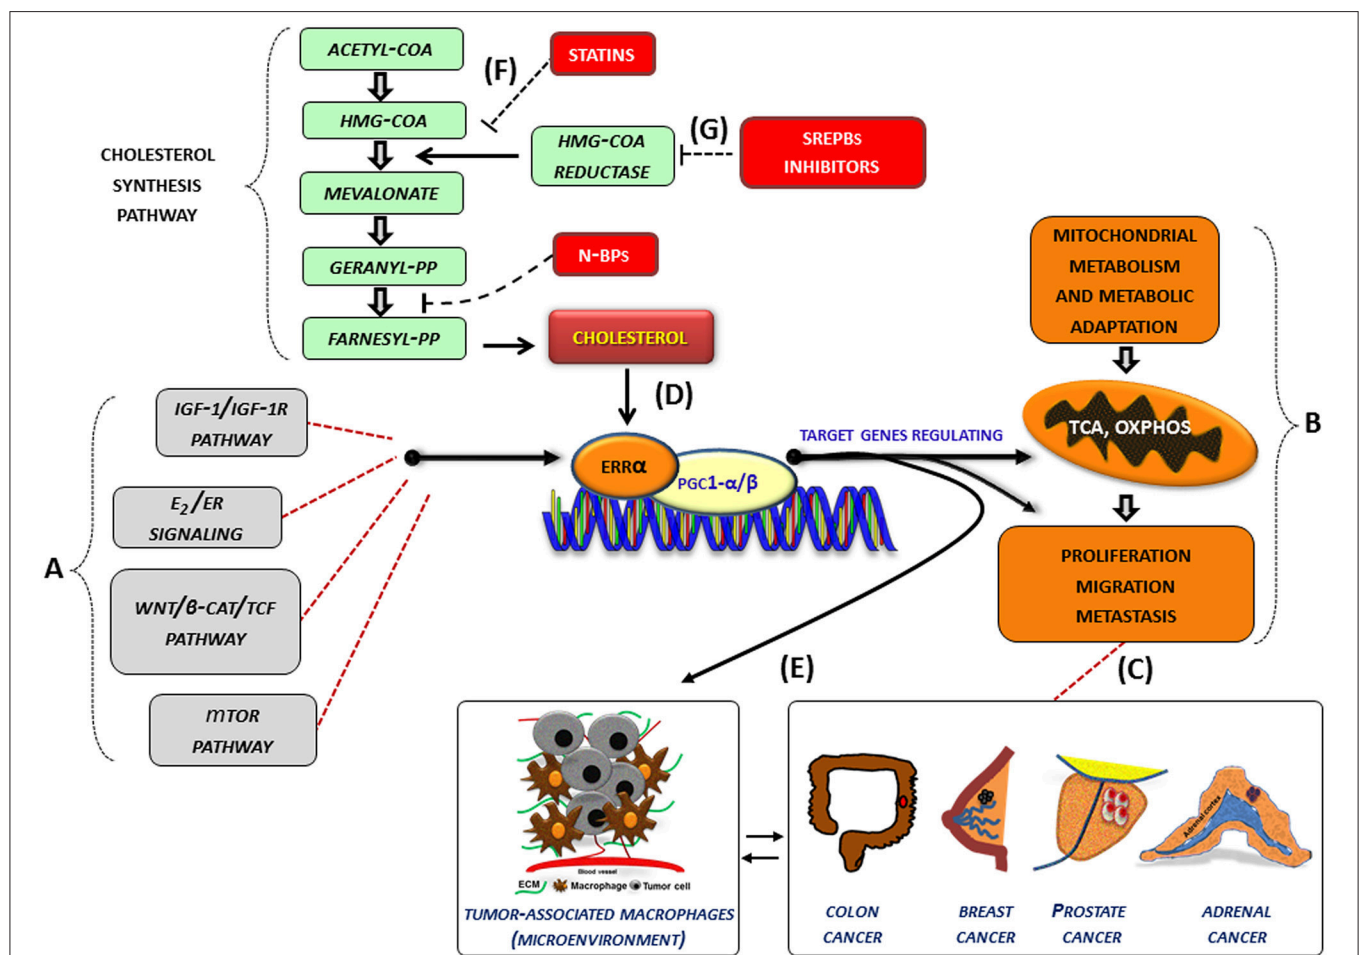 ACETYL-COA
(F)
STATINS
HMG-COA
HMG-COA
REDUCTASE
(G)
SREPBS
INHIBITORS
CHOLESTEROL
SYNTHESIS
PATHWAY
MEVALONATE
GERANYL-PP
N-BPS
FARNESYL-PP
CHOLESTEROL
(D)
MITOCHONDRIAL
METABOLISM
AND METABOLIC
ADAPTATION
TCA, OXPHOS
B
A
IGF-1/IGF-1R
PATHWAY
E2/ER
SIGNALING
WNT/β-CAT/TCF
PATHWAY
mTOR
PATHWAY
ERRα
PGC1-α/β
TARGET GENES REGULATING
PROLIFERATION
MIGRATION
METASTASIS
(E)
(C)
Blood vessel
ECM
Macrophage
Tumor cell
TUMOR-ASSOCIATED MACROPHAGES
(MICROENVIRONMENT)
Adrenal cortex
COLON
CANCER
BREAST
CANCER
PROSTATE
CANCER
ADRENAL
CANCER